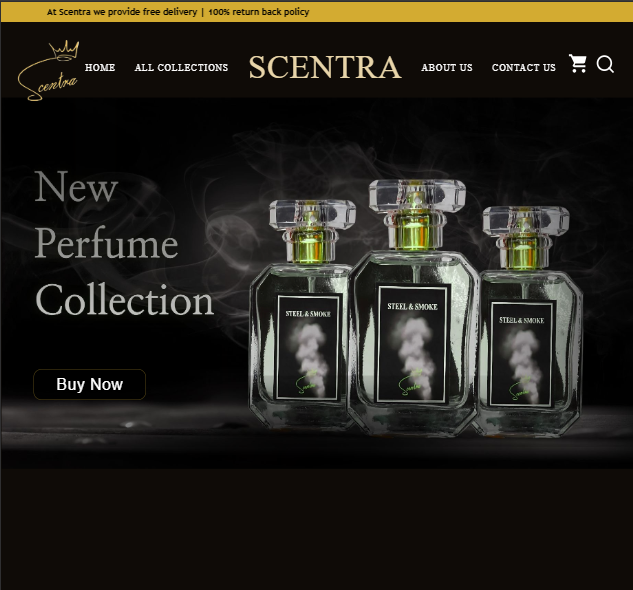 At Scentra we provide free delivery | 100% return back policy
Scentra
HOME ALL COLLECTIONS SCENTRA ABOUT US CONTACT US
New
Perfume
Collection
Buy Now
STEEL & SMOKE
Scentra
STEEL & SMOKE
Scentra
STEEL & SMOKE
Scentra